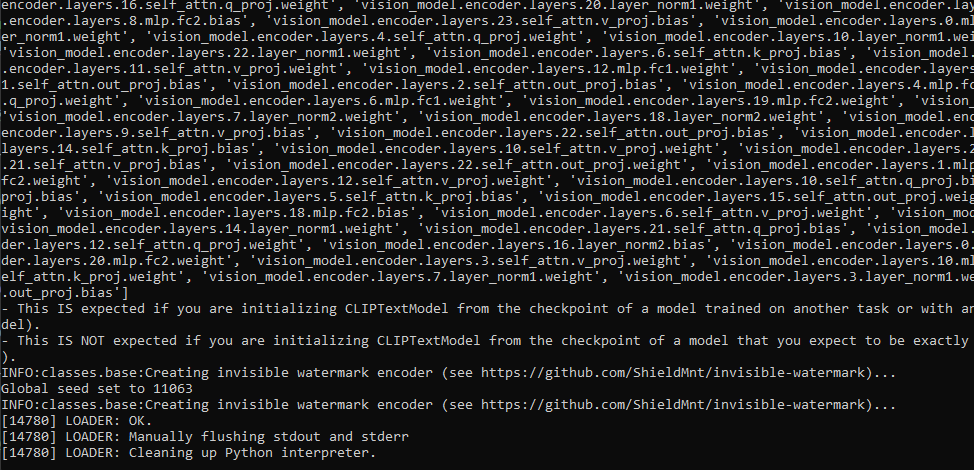 encoder.layers.16.self_attn.q_proj.weight', 'vision_model.encoder.layers.20.layer_norm1.weight', 'vision_model
.encoder.layers.8.mlp.fc2.bias', 'vision_model.encoder.layers.23.self_attn.v_proj.bias', 'vision_model.encoder.layers.0.ml
er_norm1.weight', 'vision_model.encoder.layers.4.self_attn.q_proj.weight', 'vision_model.encoder.layers.10.layer_norm1.wei
'vision_model.encoder.layers.22.layer_norm1.weight', 'vision_model.encoder.layers.6.self_attn.k_proj.bias', 'vision_model
.encoder.layers.11.self_attn.v_proj.weight', 'vision_model.encoder.layers.12.mlp.fc1.weight', 'vision_model.encoder.layers
1.self_attn.out_proj.bias', 'vision_model.encoder.layers.2.self_attn.out_proj.bias', 'vision_model.encoder.layers.4.mlp.fc
.q_proj.weight', 'vision_model.encoder.layers.6.mlp.fc1.weight', 'vision_model.encoder.layers.19.mlp.fc2.weight', 'vision_
'vision_model.encoder.layers.7.layer_norm2.weight', 'vision_model.encoder.layers.18.layer_norm2.weight', 'vision_model.enc
encoder.layers.9.self_attn.v_proj.bias', 'vision_model.encoder.layers.22.self_attn.out_proj.bias', 'vision_model.encoder.l
layers.14.self_attn.k_proj.bias', 'vision_model.encoder.layers.10.self_attn.v_proj.weight', 'vision_model.encoder.layers.2
.21.self_attn.v_proj.bias', 'vision_model.encoder.layers.22.self_attn.out_proj.weight', 'vision_model.encoder.layers.1.mlp
fc2.weight', 'vision_model.encoder.layers.12.self_attn.v_proj.weight', 'vision_model.encoder.layers.10.self_attn.q_proj.bi
proj.bias', 'vision_model.encoder.layers.5.self_attn.k_proj.bias', 'vision_model.encoder.layers.15.self_attn.out_proj.weig
ight', 'vision_model.encoder.layers.18.mlp.fc2.bias', 'vision_model.encoder.layers.6.self_attn.v_proj.weight', 'vision_mod
vision_model.encoder.layers.14.layer_norm1.weight', 'vision_model.encoder.layers.21.self_attn.q_proj.bias', 'vision_model.
der.layers.12.self_attn.q_proj.weight', 'vision_model.encoder.layers.16.layer_norm2.bias', 'vision_model.encoder.layers.0.
der.layers.20.mlp.fc2.weight', 'vision_model.encoder.layers.3.self_attn.v_proj.weight', 'vision_model.encoder.layers.10.ml
elf_attn.k_proj.weight', 'vision_model.encoder.layers.7.layer_norm1.weight', 'vision_model.encoder.layers.3.layer_norm1.we
.out_proj.bias']
- This IS expected if you are initializing CLIPTextModel from the checkpoint of a model trained on another task or with an
del).
- This IS NOT expected if you are initializing CLIPTextModel from the checkpoint of a model that you expect to be exactly
).
INFO:classes.base:Creating invisible watermark encoder (see https://github.com/ShieldMnt/invisible-watermark)...
Global seed set to 11063
INFO:classes.base:Creating invisible watermark encoder (see https://github.com/ShieldMnt/invisible-watermark)...
[14780] LOADER: OK.
[14780] LOADER: Manually flushing stdout and stderr
[14780] LOADER: Cleaning up Python interpreter.